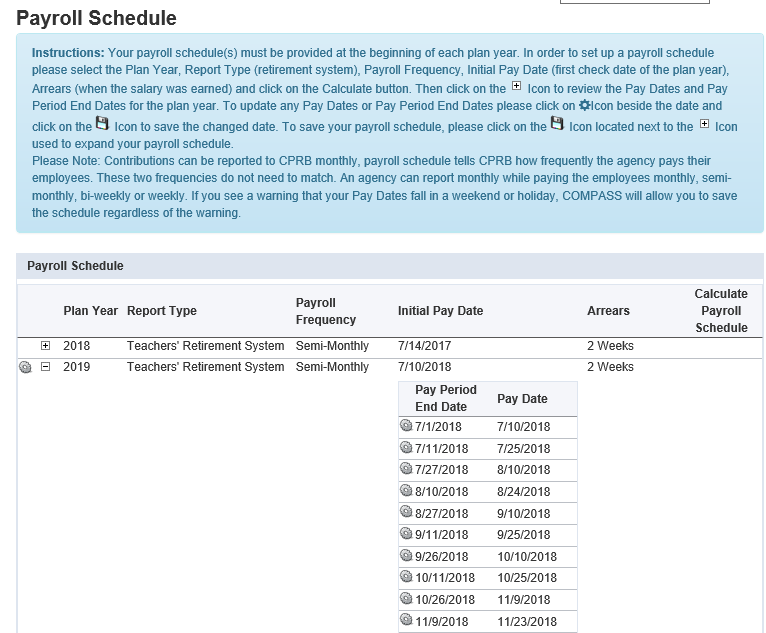 Payroll Schedule
Instructions: Your payroll schedule(s) must be provided at the beginning of each plan year. In order to set up a payroll schedule
please select the Plan Year, Report Type (retirement system), Payroll Frequency, Initial Pay Date (first check date of the plan year),
Arrears (when the salary was earned) and click on the Calculate button. Then click on the Icon to review the Pay Dates and Pay
Period End Dates for the plan year. To update any Pay Dates or Pay Period End Dates please click on Icon beside the date and
click on the Icon to save the changed date. To save your payroll schedule, please click on the Icon located next to the Icon
used to expand your payroll schedule.
Please Note: Contributions can be reported to CPRB monthly, payroll schedule tells CPRB how frequently the agency pays their
employees. These two frequencies do not need to match. An agency can report monthly while paying the employees monthly, semi-
monthly, bi-weekly or weekly. If you see a warning that your Pay Dates fall in a weekend or holiday, COMPASS will allow you to save
the schedule regardless of the warning.
Payroll Schedule
Plan Year Report Type Payroll Frequency Initial Pay Date Arrears Calculate Payroll Schedule
2018 Teachers' Retirement System Semi-Monthly 7/14/2017 2 Weeks
2019 Teachers' Retirement System Semi-Monthly 7/10/2018 2 Weeks
Pay Period End Date Pay Date
7/1/2018 7/10/2018
7/11/2018 7/25/2018
7/27/2018 8/10/2018
8/10/2018 8/24/2018
8/27/2018 9/10/2018
9/11/2018 9/25/2018
9/26/2018 10/10/2018
10/11/2018 10/25/2018
10/26/2018 11/9/2018
11/9/2018 11/23/2018